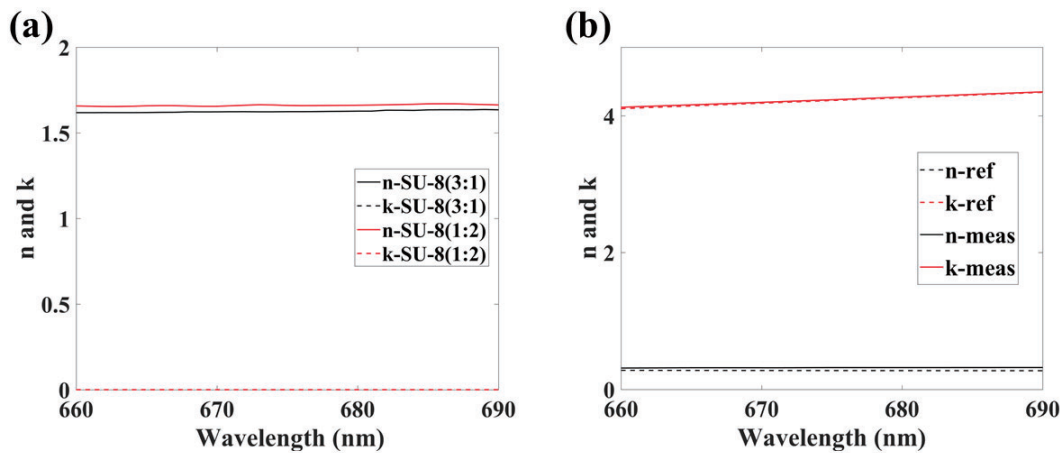 (a)
2
1.5
1
0.5
0
n and k
660
670
680
690
Wavelength (nm)
n-SU-8(3:1)
k-SU-8(3:1)
n-SU-8(1:2)
k-SU-8(1:2)
(b)
4
2
0
n and k
660
670
680
690
Wavelength (nm)
n-ref
k-ref
n-meas
k-meas